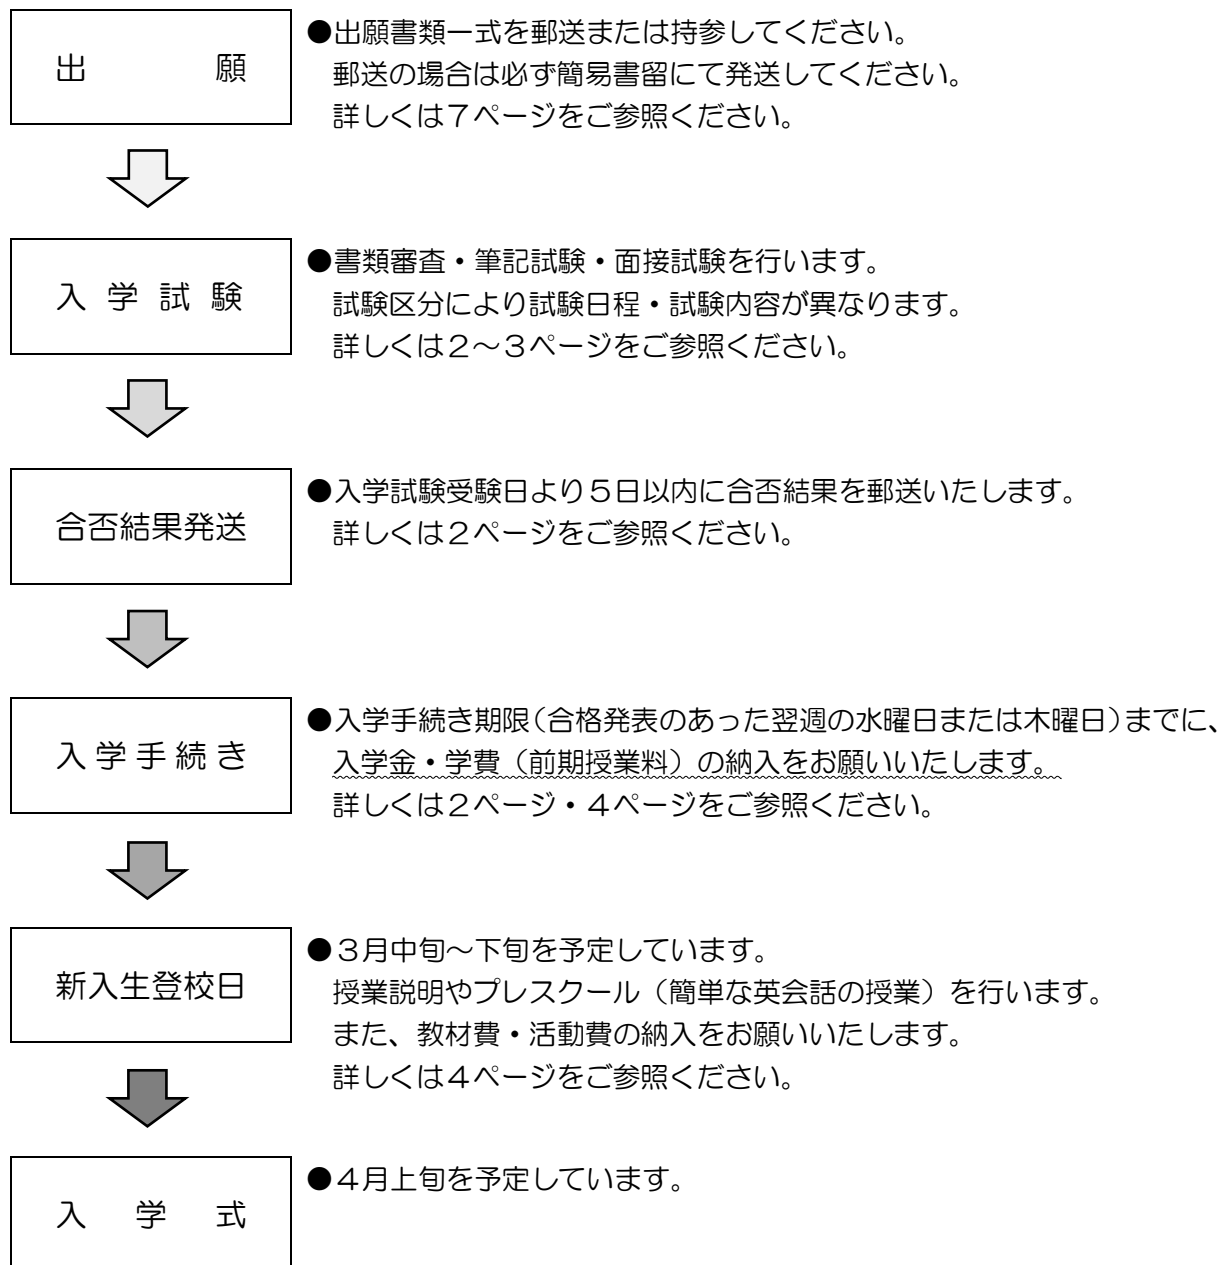 出願
●出願書類一式を郵送または持参してください。
郵送の場合は必ず簡易書留にて発送してください。
詳しくは７ページをご参照ください。
入学試験
●書類審査・筆記試験・面接試験を行います。
試験区分により試験日程・試験内容が異なります。
詳しくは２～３ページをご参照ください。
合否結果発送
●入学試験受験日より５日以内に合否結果を郵送いたします。
詳しくは２ページをご参照ください。
入学手続き
●入学手続き期限（合格発表のあった翌週の水曜日または木曜日）までに、
入学金・学費（前期授業料）の納入をお願いいたします。
詳しくは２ページ・４ページをご参照ください。
新入生登校日
●３月中旬～下旬を予定しています。
授業説明やプレスクール（簡単な英会話の授業）を行います。
また、教材費・活動費の納入をお願いいたします。
詳しくは４ページをご参照ください。
入学式
●４月上旬を予定しています。